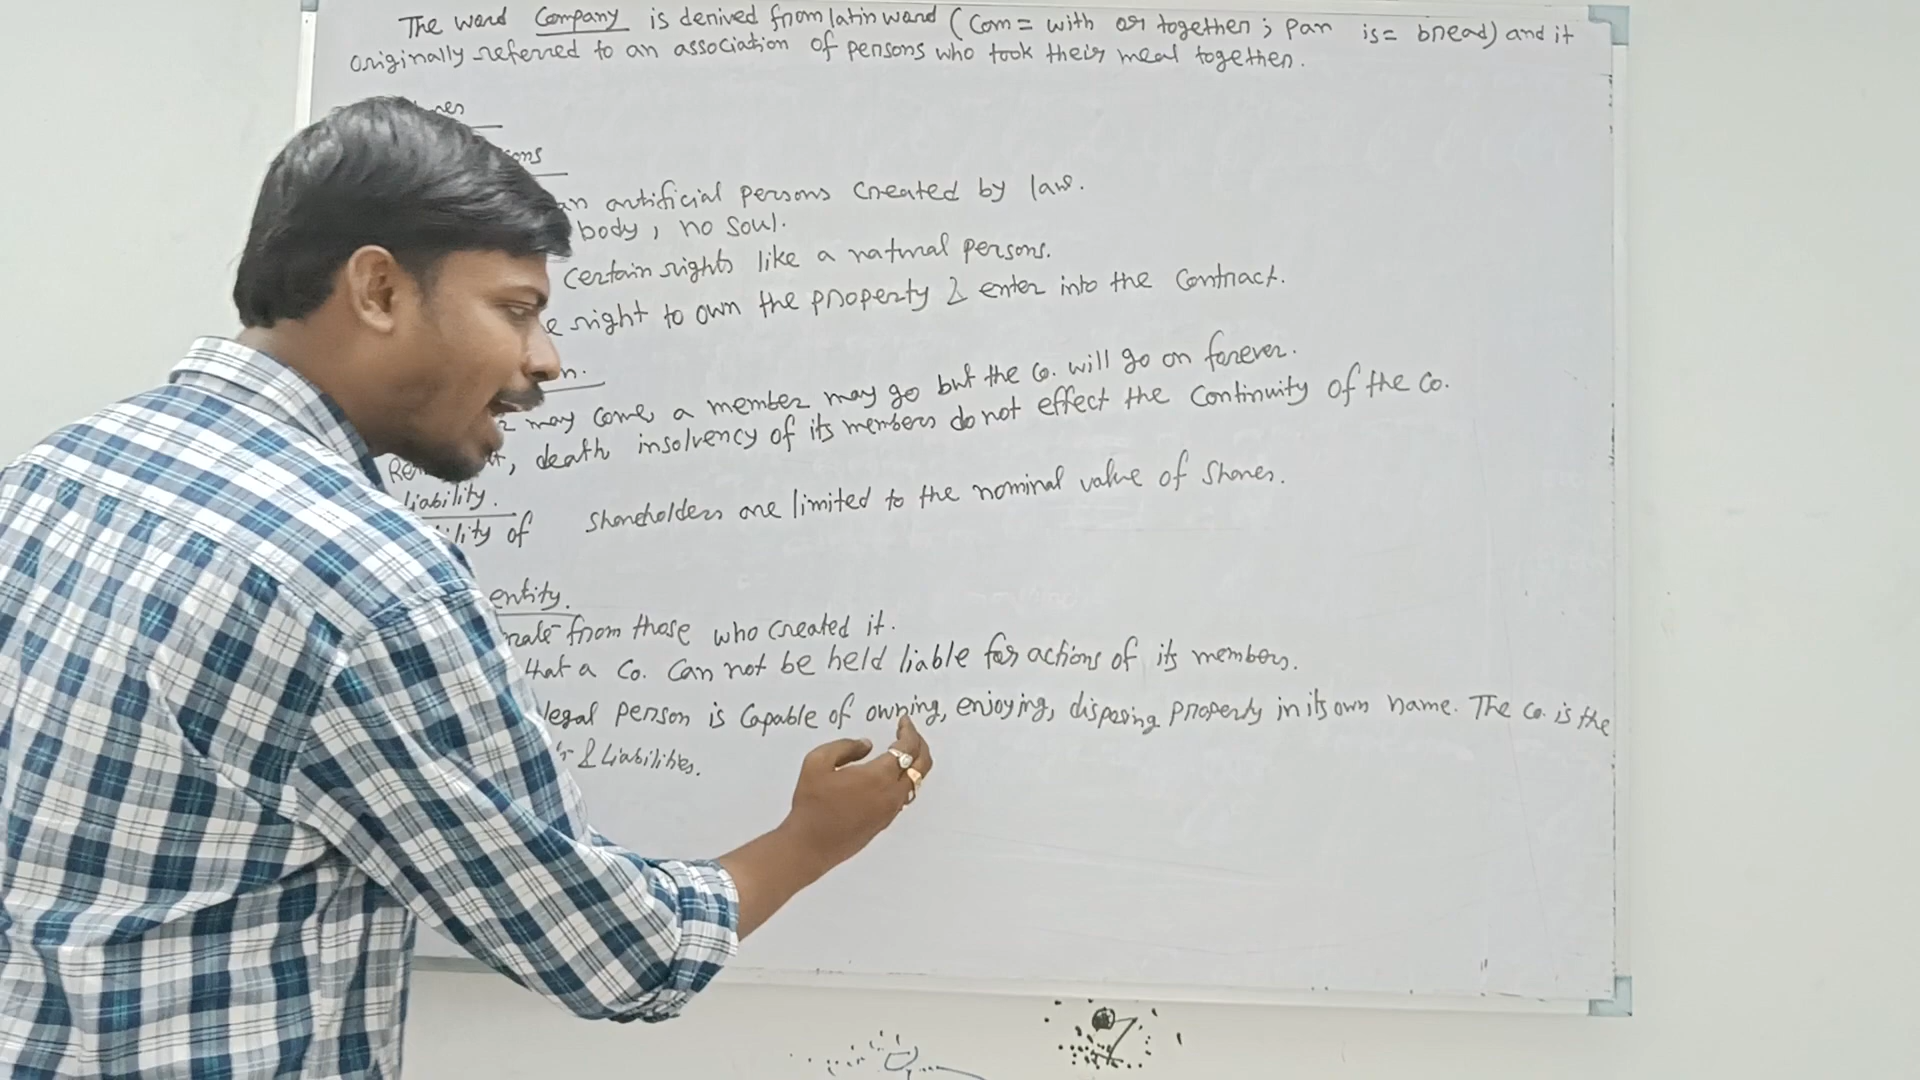 The word Company is derived from latin word (Com = with or together ; pan is = bread) and it
originally referred to an association of persons who took their meal together.
an artificial persons created by law.
body, no soul.
certain rights like a natural persons.
right to own the property & enter into the contract.
may come, a member may go but the co. will go on forever.
death insolvency of its members do not effect the continuity of the co.
liability.
of shareholders are limited to the nominal value of shares.
entity.
from those who created it.
that a co. can not be held liable for actions of its members.
legal person is capable of owning, enjoying, disposing property in its own name. The co. is the
& liabilities.